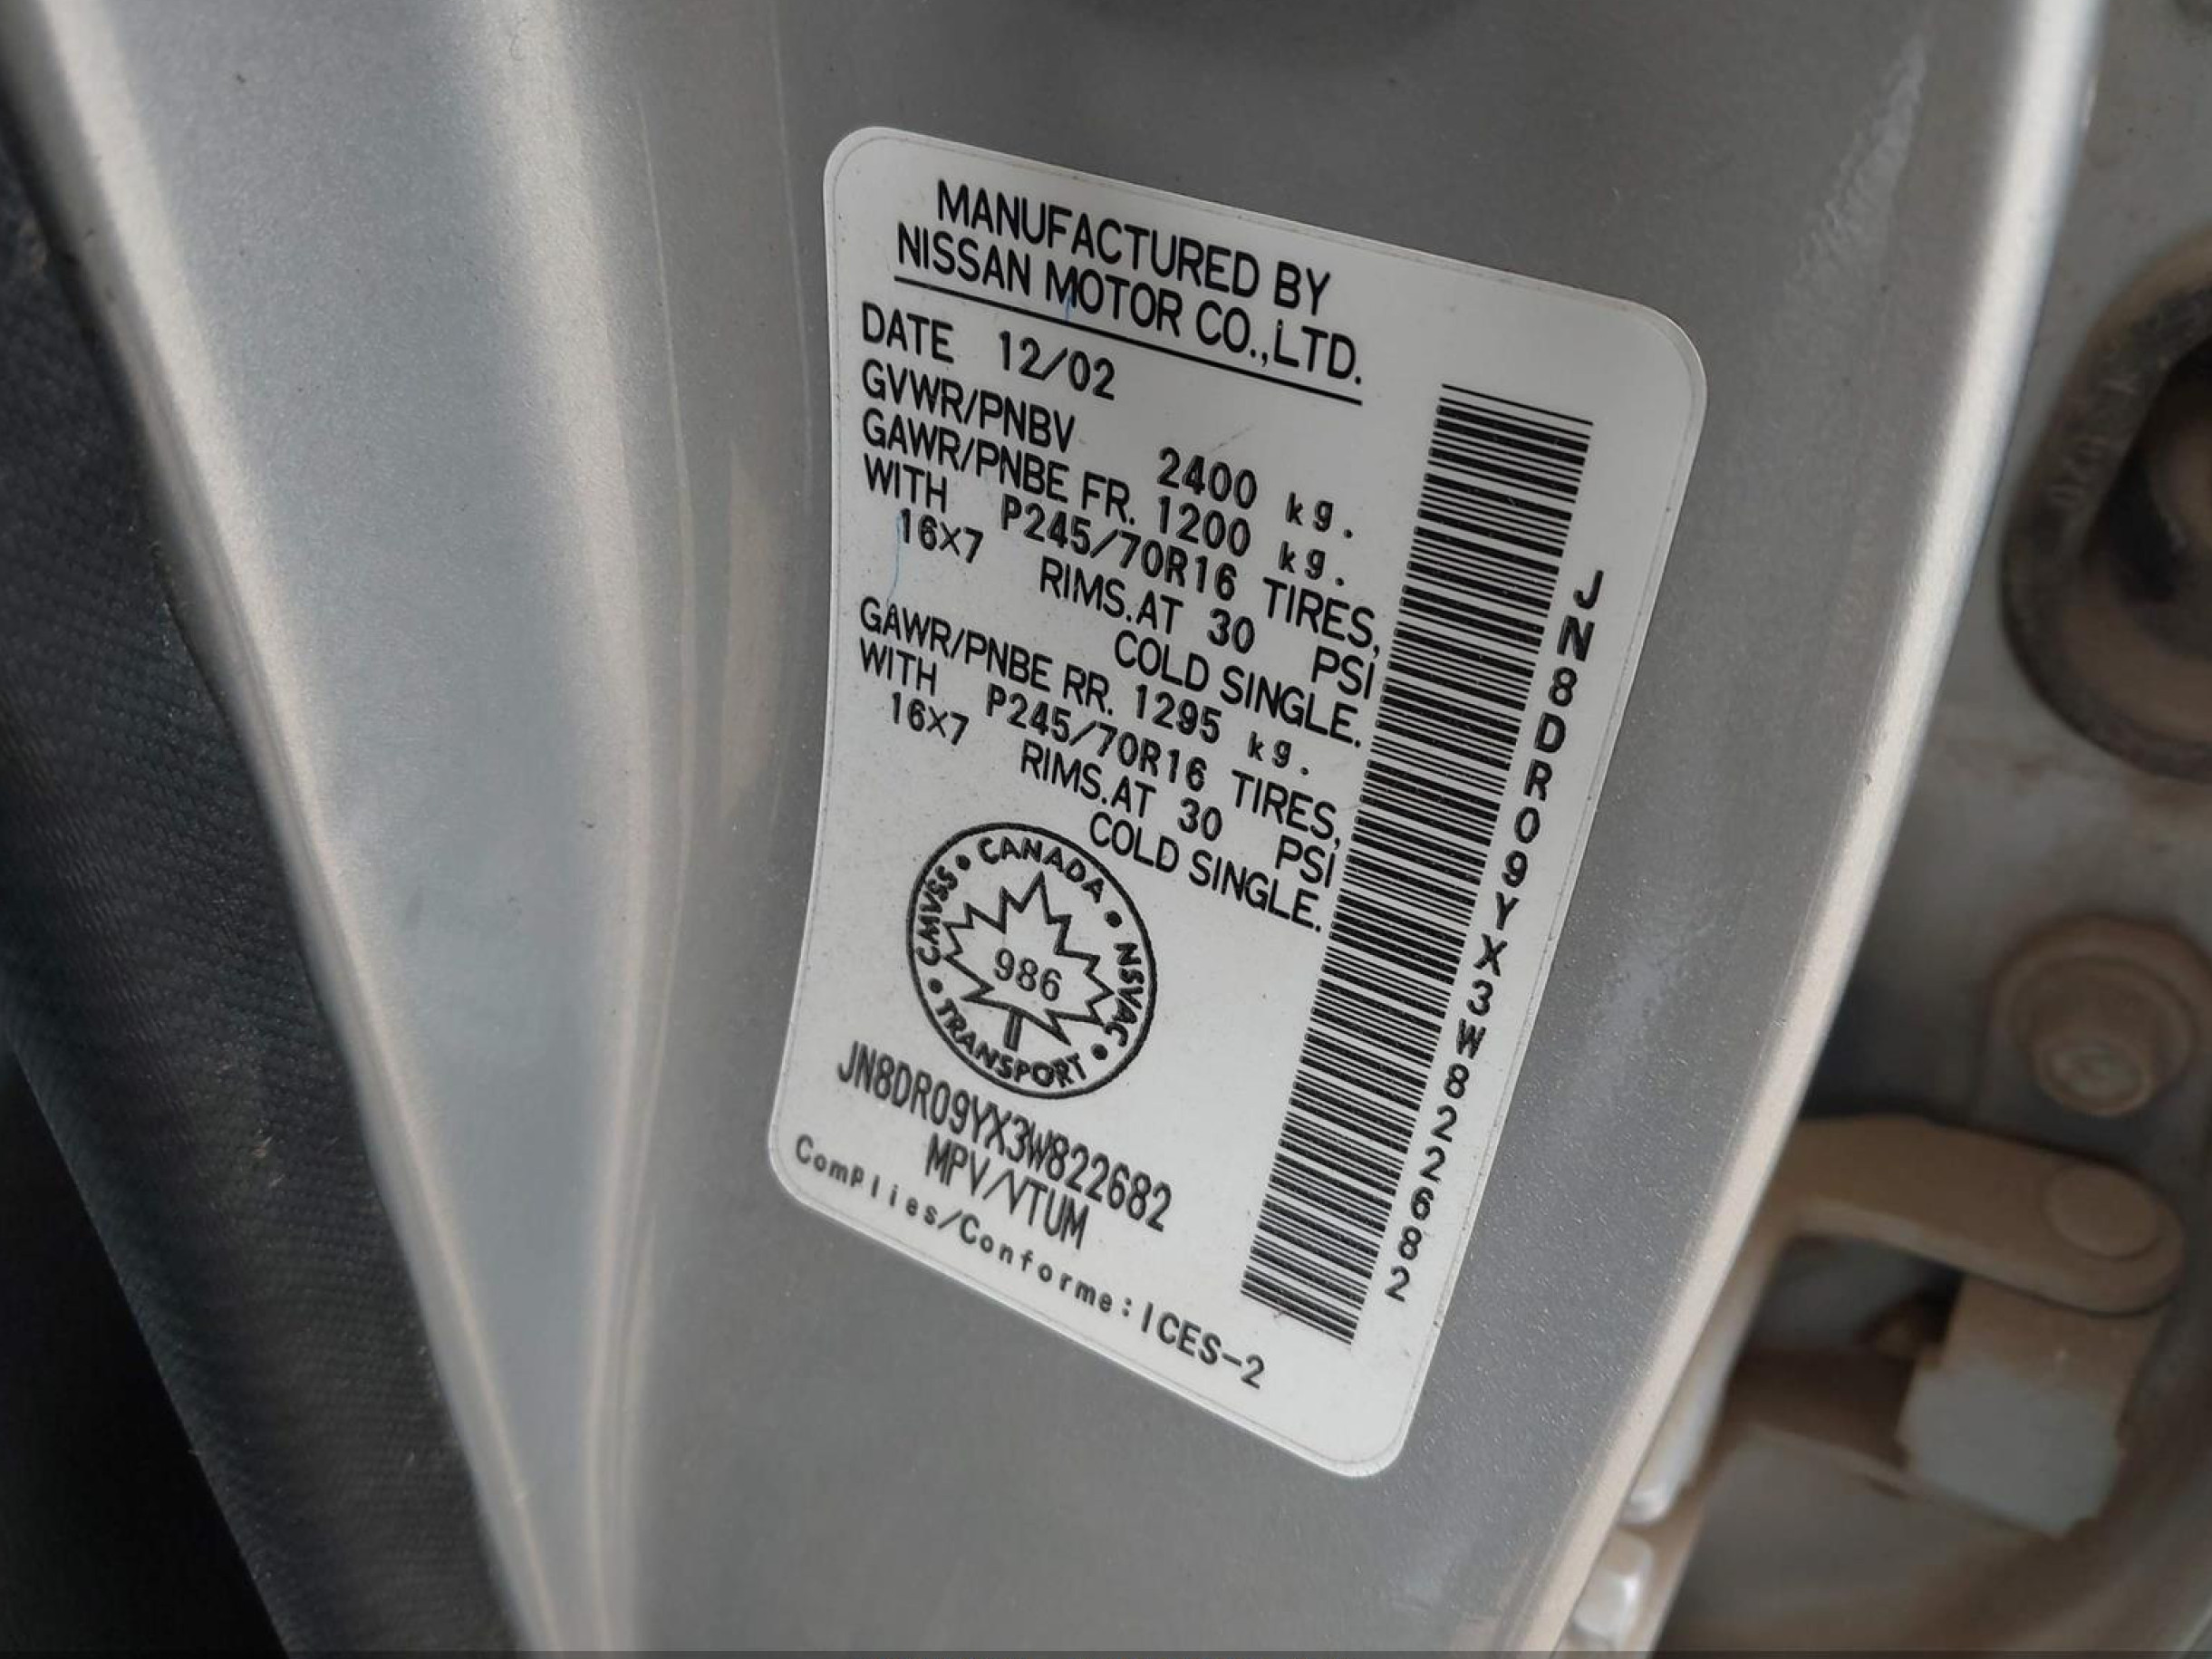 MANUFACTURED BY
NISSAN MOTOR CO.,LTD.
DATE 12/02
GVWR/PNBV 2400 kg.
GAWR/PNBE FR. 1200 kg.
WITH P245/70R16 TIRES,
16×7 RIMS.AT 30 PSI
COLD SINGLE.
GAWR/PNBE RR. 1295 kg.
WITH P245/70R16 TIRES,
16×7 RIMS.AT 30 PSI
COLD SINGLE.
CANADA • NSVAC • TRANSPORT • CMVSS •
986
JN8DR09YX3W822682
MPV/VTUM
Complies/Conforme:ICES-2
JN8DR09YX3W822682